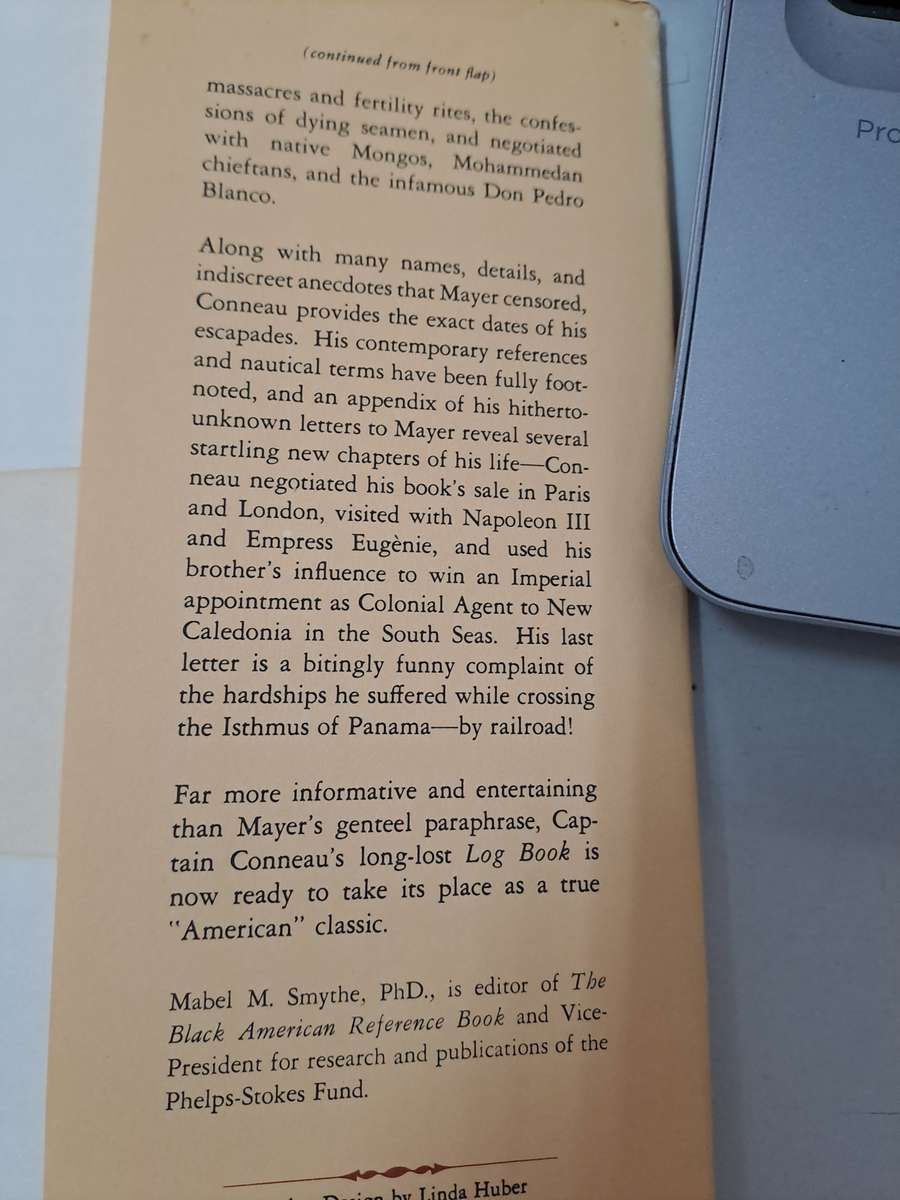 (continued from front flap)
massacres and fertility rites, the confes-
sions of dying seamen, and negotiated
with native Mongos, Mohammedan
chieftans, and the infamous Don Pedro
Blanco.
Along with many names, details, and
indiscreet anecdotes that Mayer censored,
Conneau provides the exact dates of his
escapades. His contemporary references
and nautical terms have been fully foot-
noted, and an appendix of his hitherto-
unknown letters to Mayer reveal several
startling new chapters of his life—Con-
neau negotiated his book's sale in Paris
and London, visited with Napoleon III
and Empress Eugènie, and used his
brother's influence to win an Imperial
appointment as Colonial Agent to New
Caledonia in the South Seas. His last
letter is a bitingly funny complaint of
the hardships he suffered while crossing
the Isthmus of Panama—by railroad!
Far more informative and entertaining
than Mayer's genteel paraphrase, Cap-
tain Conneau's long-lost Log Book is
now ready to take its place as a true
"American" classic.
Mabel M. Smythe, PhD., is editor of The
Black American Reference Book and Vice-
President for research and publications of the
Phelps-Stokes Fund.
Design by Linda Huber
Pro